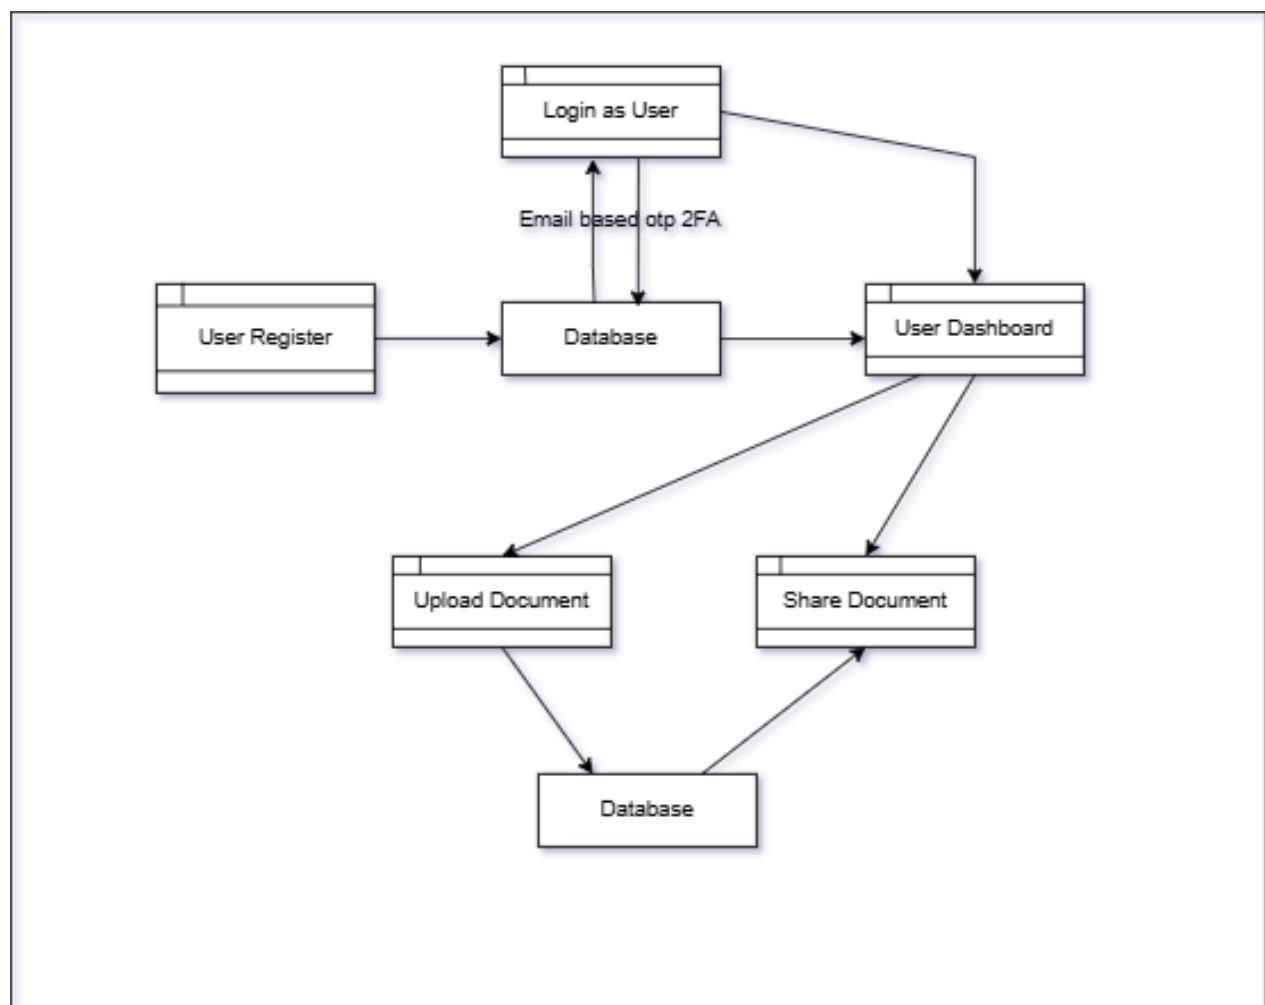 Login as User
Email based otp 2FA
User Register
Database
User Dashboard
Upload Document
Share Document
Database